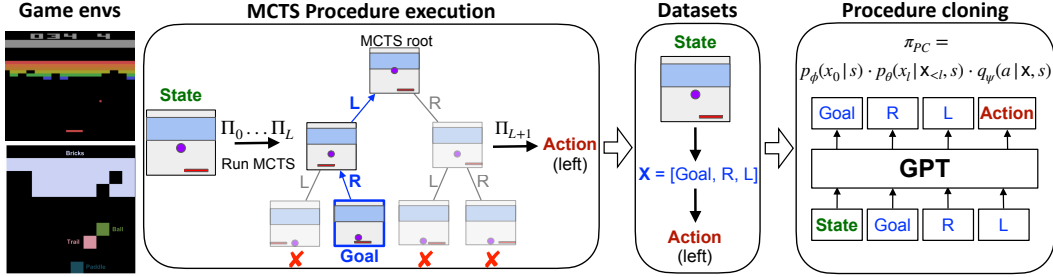 Game envs
034 4
Bricks
Ball
Trail
Paddle
MCTS Procedure execution
MCTS root
State
Π0 . . . ΠL
Run MCTS
L
R
L
R
L
R
Goal
ΠL+1
Action
(left)
Datasets
State
X = [Goal, R, L]
Action
(left)
Procedure cloning
πPC =
pϕ(x0|s) · pθ(xl|x<l, s) · qψ(a|x, s)
Goal R L Action
GPT
State Goal R L